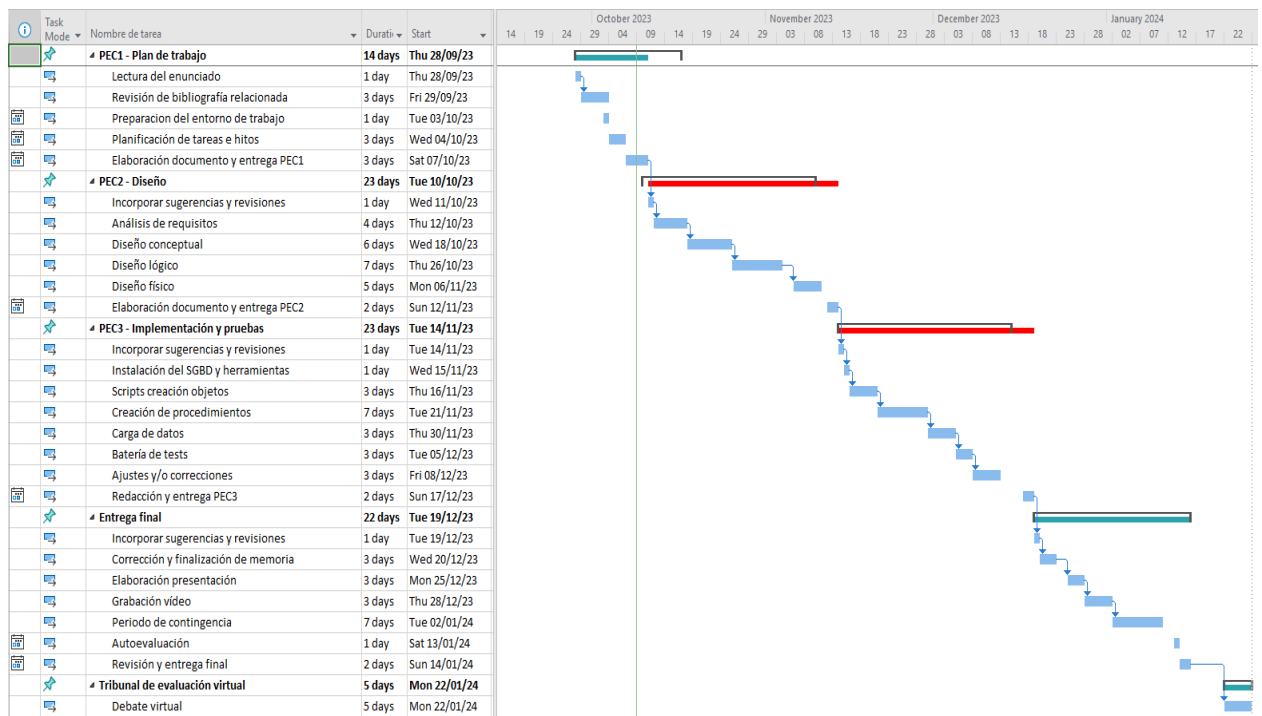 Task
Mode Nombre de tarea Duratic Start
October 2023 November 2023 December 2023 January 2024
14 19 24 29 04 09 14 19 24 29 03 08 13 18 23 28 03 08 13 18 23 28 02 07 12 17 22
PEC1 - Plan de trabajo 14 days Thu 28/09/23
Lectura del enunciado 1 day Thu 28/09/23
Revisión de bibliografía relacionada 3 days Fri 29/09/23
Preparacion del entorno de trabajo 1 day Tue 03/10/23
Planificación de tareas e hitos 3 days Wed 04/10/23
Elaboración documento y entrega PEC1 3 days Sat 07/10/23
PEC2 - Diseño 23 days Tue 10/10/23
Incorporar sugerencias y revisiones 1 day Wed 11/10/23
Análisis de requisitos 4 days Thu 12/10/23
Diseño conceptual 6 days Wed 18/10/23
Diseño lógico 7 days Thu 26/10/23
Diseño físico 5 days Mon 06/11/23
Elaboración documento y entrega PEC2 2 days Sun 12/11/23
PEC3 - Implementación y pruebas 23 days Tue 14/11/23
Incorporar sugerencias y revisiones 1 day Tue 14/11/23
Instalación del SGBD y herramientas 1 day Wed 15/11/23
Scripts creación objetos 3 days Thu 16/11/23
Creación de procedimientos 7 days Tue 21/11/23
Carga de datos 3 days Thu 30/11/23
Batería de tests 3 days Tue 05/12/23
Ajustes y/o correcciones 3 days Fri 08/12/23
Redacción y entrega PEC3 2 days Sun 17/12/23
Entrega final 22 days Tue 19/12/23
Incorporar sugerencias y revisiones 1 day Tue 19/12/23
Corrección y finalización de memoria 3 days Wed 20/12/23
Elaboración presentación 3 days Mon 25/12/23
Grabación vídeo 3 days Thu 28/12/23
Periodo de contingencia 7 days Tue 02/01/24
Autoevaluación 1 day Sat 13/01/24
Revisión y entrega final 2 days Sun 14/01/24
Tribunal de evaluación virtual 5 days Mon 22/01/24
Debate virtual 5 days Mon 22/01/24